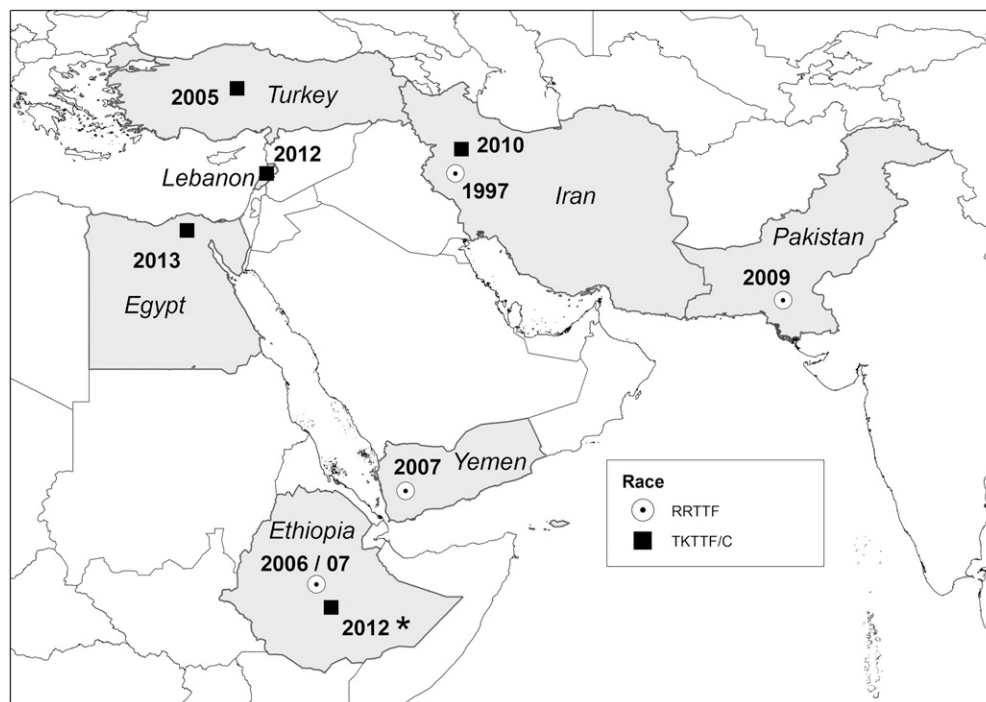 2005 Turkey
2012
Lebanon
2010
1997
Iran
Pakistan
2009
2013
Egypt
2007 Yemen
Ethiopia
2006 / 07
2012 *
Race
RRTTF
TKTTF/C